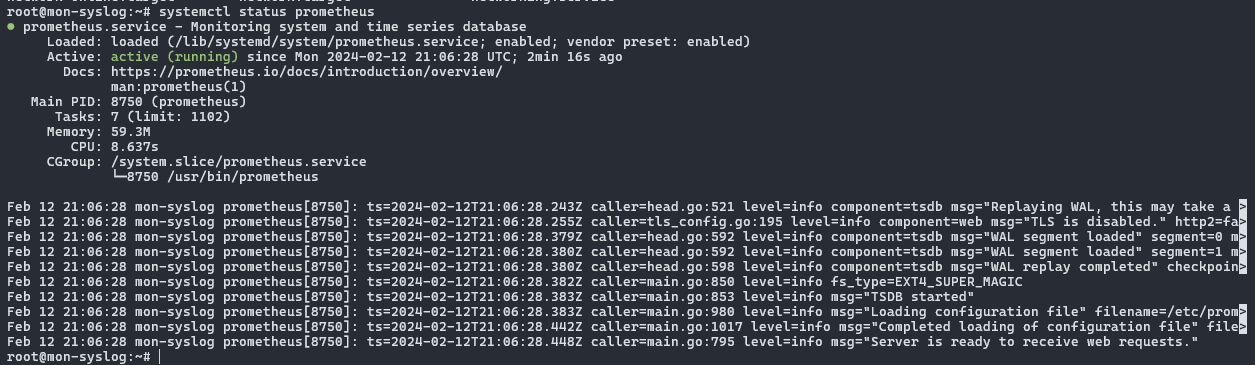 root@mon-syslog:~# systemctl status prometheus
● prometheus.service - Monitoring system and time series database
     Loaded: loaded (/lib/systemd/system/prometheus.service; enabled; vendor preset: enabled)
     Active: active (running) since Mon 2024-02-12 21:06:28 UTC; 2min 16s ago
       Docs: https://prometheus.io/docs/introduction/overview/
             man:prometheus(1)
   Main PID: 8750 (prometheus)
      Tasks: 7 (limit: 1102)
     Memory: 59.3M
        CPU: 8.637s
     CGroup: /system.slice/prometheus.service
             └─8750 /usr/bin/prometheus
Feb 12 21:06:28 mon-syslog prometheus[8750]: ts=2024-02-12T21:06:28.243Z caller=head.go:521 level=info component=tsdb msg="Replaying WAL, this may take a >
Feb 12 21:06:28 mon-syslog prometheus[8750]: ts=2024-02-12T21:06:28.255Z caller=tls_config.go:195 level=info component=web msg="TLS is disabled." http2=fa>
Feb 12 21:06:28 mon-syslog prometheus[8750]: ts=2024-02-12T21:06:28.379Z caller=head.go:592 level=info component=tsdb msg="WAL segment loaded" segment=0 m>
Feb 12 21:06:28 mon-syslog prometheus[8750]: ts=2024-02-12T21:06:28.380Z caller=head.go:592 level=info component=tsdb msg="WAL segment loaded" segment=1 m>
Feb 12 21:06:28 mon-syslog prometheus[8750]: ts=2024-02-12T21:06:28.380Z caller=head.go:598 level=info component=tsdb msg="WAL replay completed" checkpoin>
Feb 12 21:06:28 mon-syslog prometheus[8750]: ts=2024-02-12T21:06:28.382Z caller=main.go:850 level=info fs_type=EXT4_SUPER_MAGIC
Feb 12 21:06:28 mon-syslog prometheus[8750]: ts=2024-02-12T21:06:28.383Z caller=main.go:853 level=info msg="TSDB started"
Feb 12 21:06:28 mon-syslog prometheus[8750]: ts=2024-02-12T21:06:28.383Z caller=main.go:980 level=info msg="Loading configuration file" filename=/etc/prom>
Feb 12 21:06:28 mon-syslog prometheus[8750]: ts=2024-02-12T21:06:28.442Z caller=main.go:1017 level=info msg="Completed loading of configuration file" file>
Feb 12 21:06:28 mon-syslog prometheus[8750]: ts=2024-02-12T21:06:28.448Z caller=main.go:795 level=info msg="Server is ready to receive web requests."
root@mon-syslog:~#